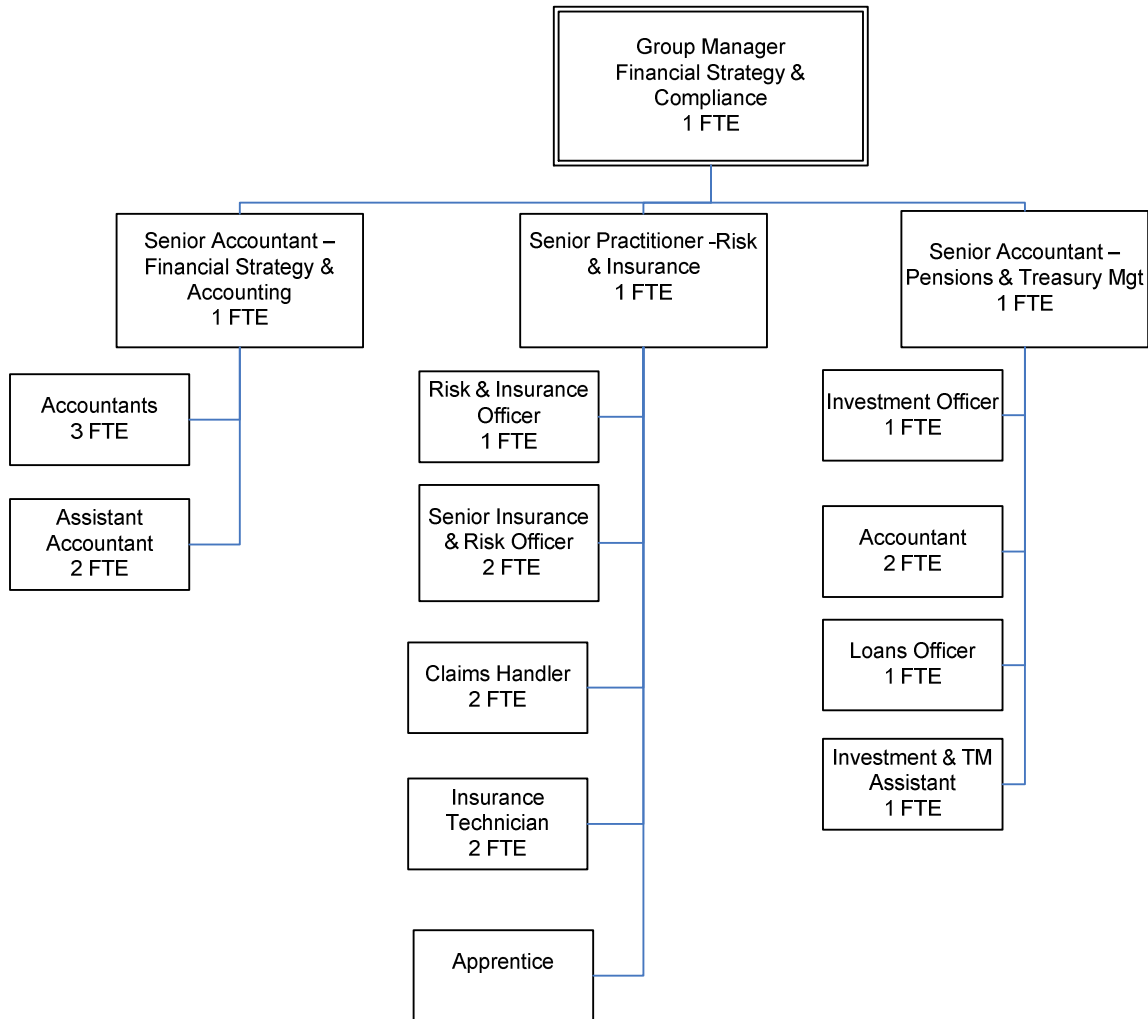 Group Manager
Financial Strategy &
Compliance
1 FTE
Senior Accountant –
Financial Strategy &
Accounting
1 FTE
Senior Practitioner -Risk
& Insurance
1 FTE
Senior Accountant –
Pensions & Treasury Mgt
1 FTE
Accountants
3 FTE
Assistant
Accountant
2 FTE
Risk & Insurance
Officer
1 FTE
Senior Insurance
& Risk Officer
2 FTE
Claims Handler
2 FTE
Insurance
Technician
2 FTE
Apprentice
Investment Officer
1 FTE
Accountant
2 FTE
Loans Officer
1 FTE
Investment & TM
Assistant
1 FTE